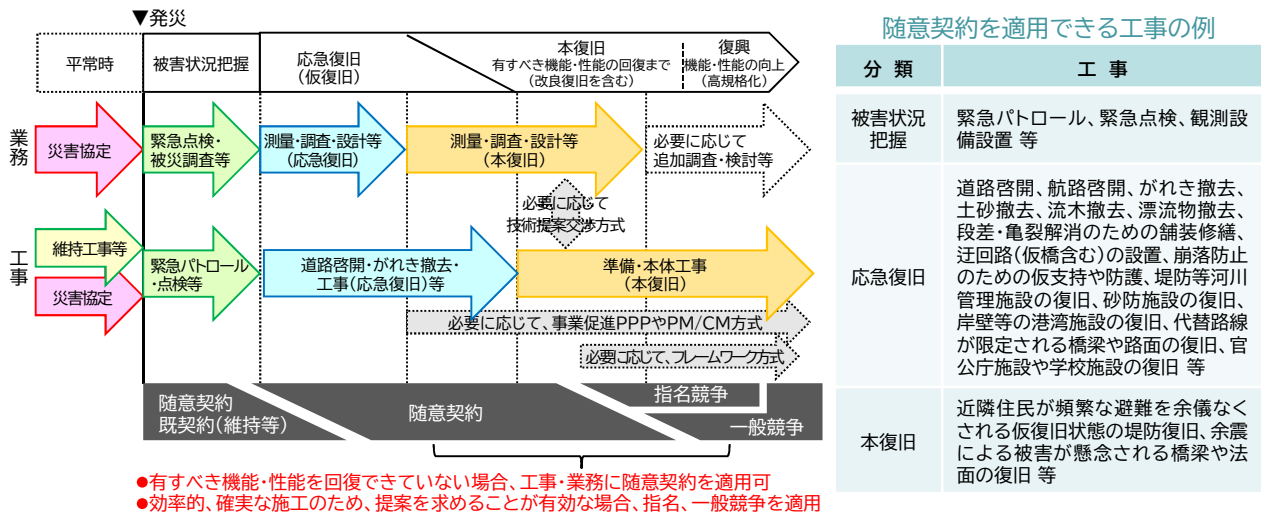 ▼発災
平常時
被害状況把握
応急復旧
(仮復旧)
本復旧
有すべき機能・性能の回復まで
(改良復旧を含む)
復興
機能・性能の向上
(高規格化)
業務
災害協定
緊急点検・
被災調査等
測量・調査・設計等
(応急復旧)
測量・調査・設計等
(本復旧)
必要に応じて
追加調査・検討等
必要に応じて
技術提案交渉方式
工事
維持工事等
災害協定
緊急パトロール
・点検等
道路啓開・がれき撤去・
工事(応急復旧)等
準備・本体工事
(本復旧)
必要に応じて、事業促進PPPやPM/CM方式
必要に応じて、フレームワーク方式
随意契約
既契約(維持等)
随意契約
指名競争
一般競争
●有すべき機能・性能を回復できていない場合、工事・業務に随意契約を適用可
●効率的、確実な施工のため、提案を求めることが有効な場合、指名、一般競争を適用
随意契約を適用できる工事の例
分 類
工 事
被害状況
把握
緊急パトロール、緊急点検、観測設
備設置 等
応急復旧
道路啓開、航路啓開、がれき撤去、
土砂撤去、流木撤去、漂流物撤去、
段差・亀裂解消のための舗装修繕、
迂回路(仮橋含む)の設置、崩落防止
のための仮支持や防護、堤防等河川
管理施設の復旧、砂防施設の復旧、
岸壁等の港湾施設の復旧、代替路線
が限定される橋梁や路面の復旧、官
公庁施設や学校施設の復旧 等
本復旧
近隣住民が頻繁な避難を余儀なく
される仮復旧状態の堤防復旧、余震
による被害が懸念される橋梁や法
面の復旧 等